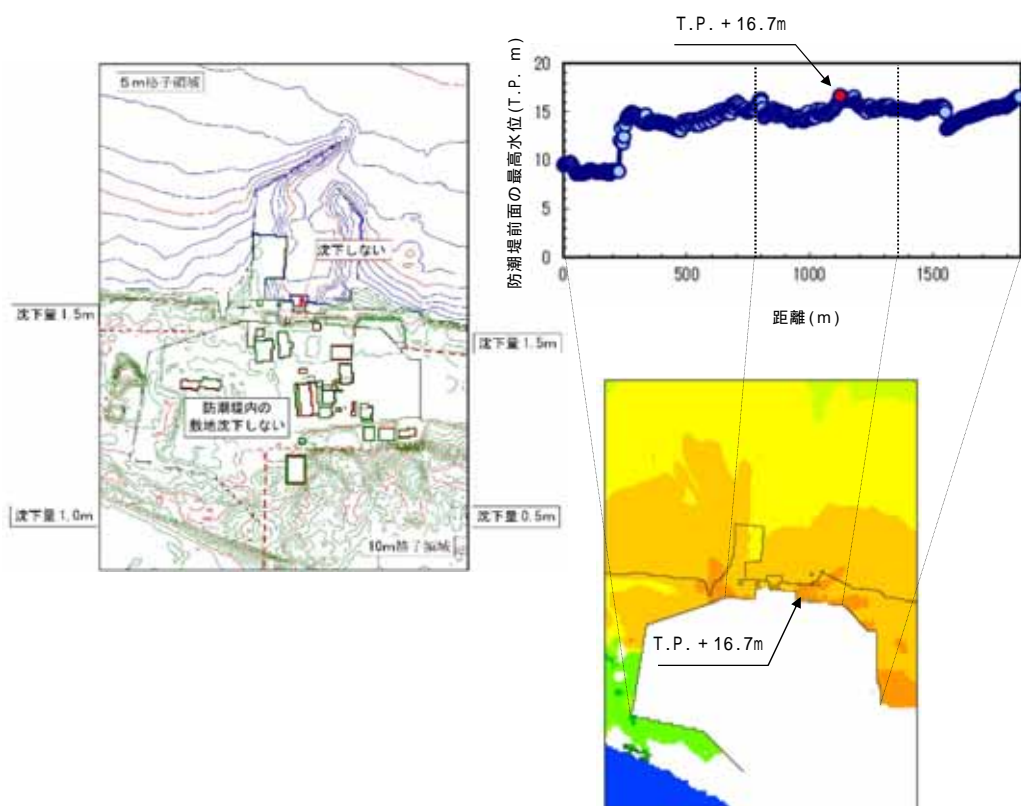 5m格子領域
沈下しない
沈下量1.5m
沈下量1.5m
防潮堤内の
敷地沈下しない
沈下量1.0m
沈下量0.5m
10m格子領域
T.P.+16.7m
防潮堤前面の最高水位(T.P. m)
20
15
10
5
0
0
500
1000
1500
距離(m)
T.P.+16.7m